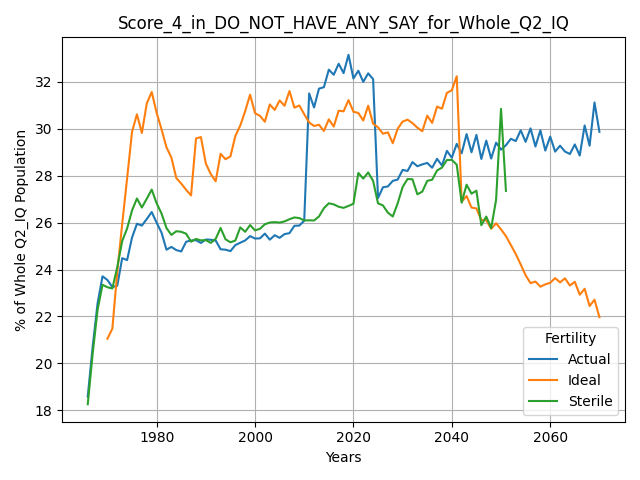 Score_4_in_DO_NOT_HAVE_ANY_SAY_for_Whole_Q2_IQ
% of Whole Q2_IQ Population
32
30
28
26
24
22
20
18
1980
2000
2020
2040
2060
Years
Fertility
Actual
Ideal
Sterile